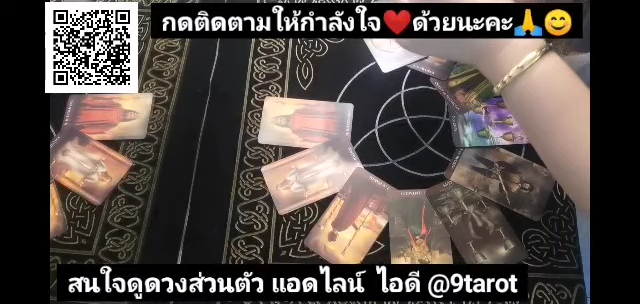 กดติดตามให้กำลังใจ❤️ด้วยนะคะ🙏😊
สนใจดูดวงส่วนตัว แอดไลน์ ไอดี @9tarot